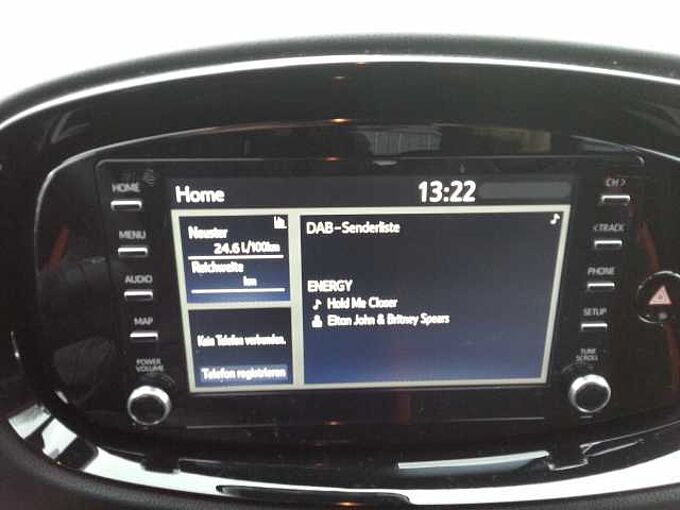 HOME
MENU
AUDIO
MAP
POWER
VOLUME
Home
13:22
Neuster
24.6 L/100km
Reichweite
km
Kein Telefon verbunden.
Telefon registrieren
DAB-Senderliste
ENERGY
Hold Me Closer
Elton John & Britney Spears
CH >
< TRACK
PHONE
SETUP
TUNE
SCROLL